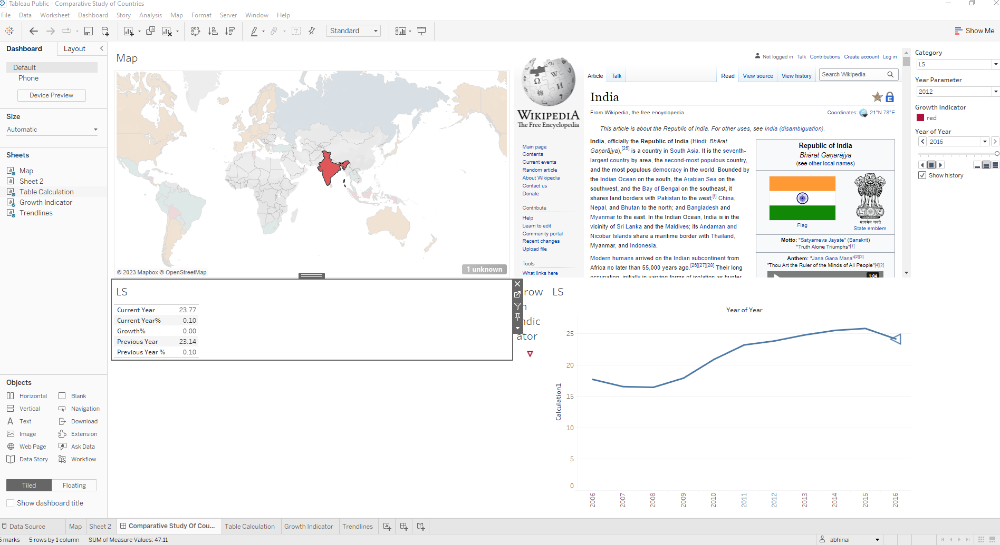 Tableau Public - Comparative Study of Countries
File Data Worksheet Dashboard Story Analysis Map Format Server Window Help
Standard
Show Me
Dashboard Layout
Default
Phone
Device Preview
Size
Automatic
Sheets
Map
Sheet 2
Table Calculation
Growth Indicator
Trendlines
Objects
Horizontal Blank
Vertical Navigation
Text Download
Image Extension
Web Page Ask Data
Data Story Workflow
Tiled Floating
Show dashboard title
Map
© 2023 Mapbox © OpenStreetMap
1 unknown
WIKIPEDIA
The Free Encyclopedia
Main page
Contents
Current events
Random article
About Wikipedia
Contact us
Donate
Contribute
Help
Learn to edit
Community portal
Recent changes
Upload file
Tools
What links here
Not logged in Talk Contributions Create account Log in
Article Talk Read View source View history Search Wikipedia
India
From Wikipedia, the free encyclopedia
Coordinates: 21°N 78°E
This article is about the Republic of India. For other uses, see India (disambiguation).
India, officially the Republic of India (Hindi: Bhārat
Gaṇarājya),[25] is a country in South Asia. It is the seventh-
largest country by area, the second-most populous country,
and the most populous democracy in the world. Bounded by
the Indian Ocean on the south, the Arabian Sea on the
southwest, and the Bay of Bengal on the southeast, it
shares land borders with Pakistan to the west;[f] China,
Nepal, and Bhutan to the north; and Bangladesh and
Myanmar to the east. In the Indian Ocean, India is in the
vicinity of Sri Lanka and the Maldives; its Andaman and
Nicobar Islands share a maritime border with Thailand,
Myanmar, and Indonesia.
Modern humans arrived on the Indian subcontinent from
Africa no later than 55,000 years ago.[26][27][28] Their long
occupation, initially in varying forms of isolation as hunter
Republic of India
Bhārat Gaṇarājya
(see other local names)
सत्यमेव जयते
Flag
State emblem
Motto: "Satyameva Jayate" (Sanskrit)
"Truth Alone Triumphs"[1]
Anthem: "Jana Gana Mana"[2][3]
"Thou Art the Ruler of the Minds of All People"[4][2]
1:04
Category
LS
Year Parameter
2012
Growth Indicator
red
Year of Year
2016
Show history
LS
Current Year 23.77
Current Year% 0.10
Growth% 0.00
Previous Year 23.14
Previous Year % 0.10
row
n
ndic
ator
LS
Year of Year
Calculation1
25
20
15
10
5
0
2006 2007 2008 2009 2010 2011 2012 2013 2014 2015 2016
Data Source Map Sheet 2 Comparative Study Of Cou... Table Calculation Growth Indicator Trendlines
5 marks 5 rows by 1 column SUM of Measure Values: 47.11
abhinai